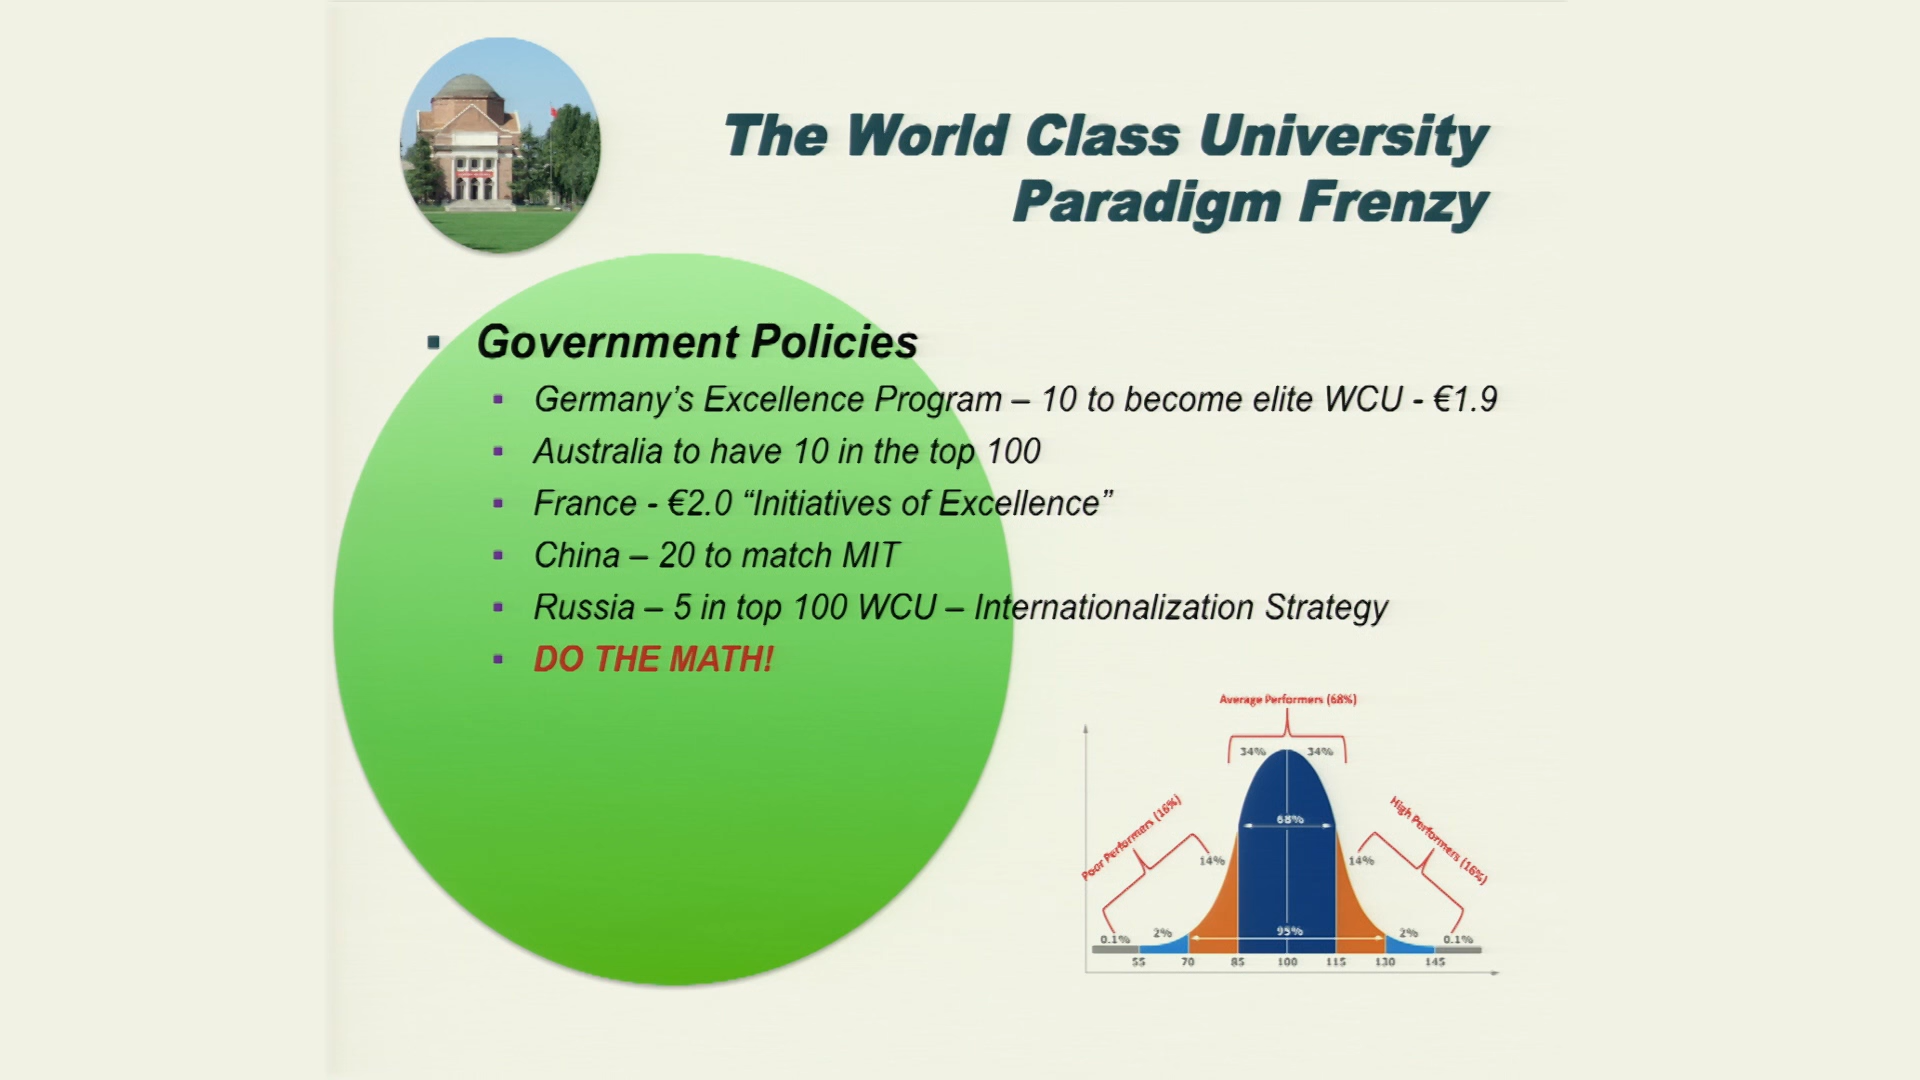 The World Class University
Paradigm Frenzy
Government Policies
Germany’s Excellence Program – 10 to become elite WCU - €1.9
Australia to have 10 in the top 100
France - €2.0 “Initiatives of Excellence”
China – 20 to match MIT
Russia – 5 in top 100 WCU – Internationalization Strategy
DO THE MATH!
Average Performers (68%)
34% 34%
Poor Performers (16%)
High Performers (16%)
68%
14% 14%
0.1% 2% 95% 2% 0.1%
55 70 85 100 115 130 145